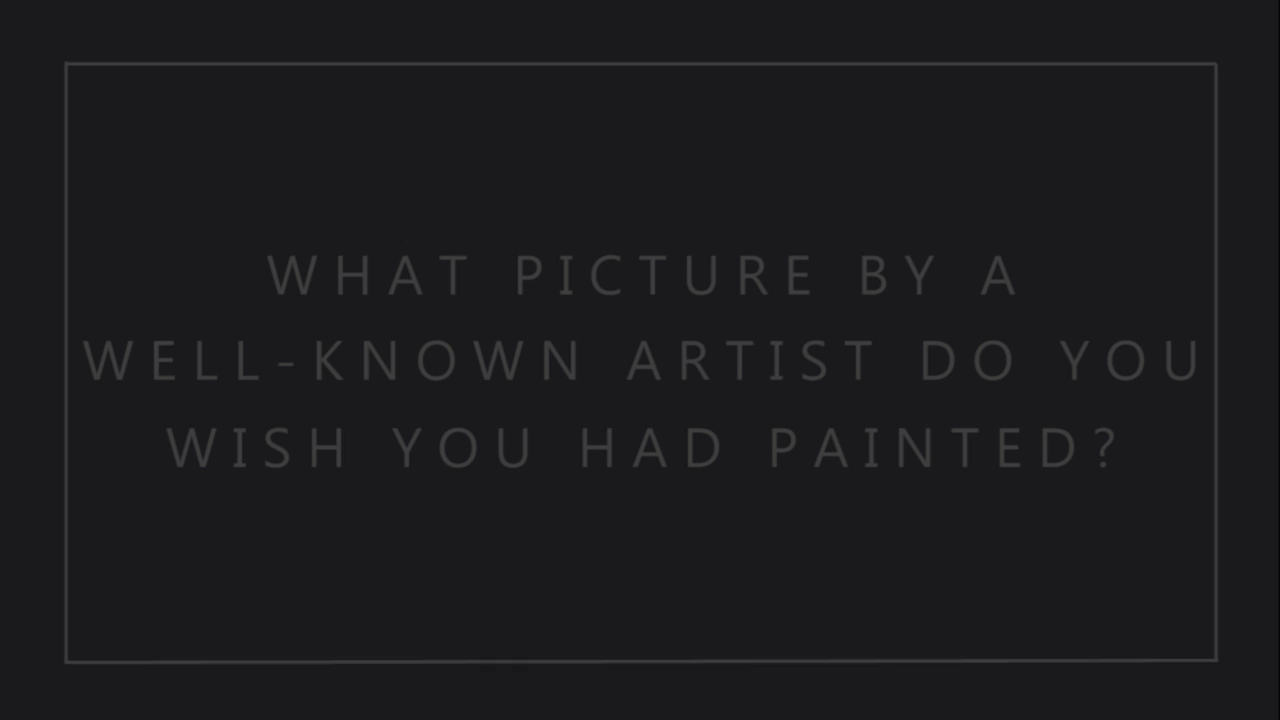 WHAT PICTURE BY A
WELL-KNOWN ARTIST DO YOU
WISH YOU HAD PAINTED?